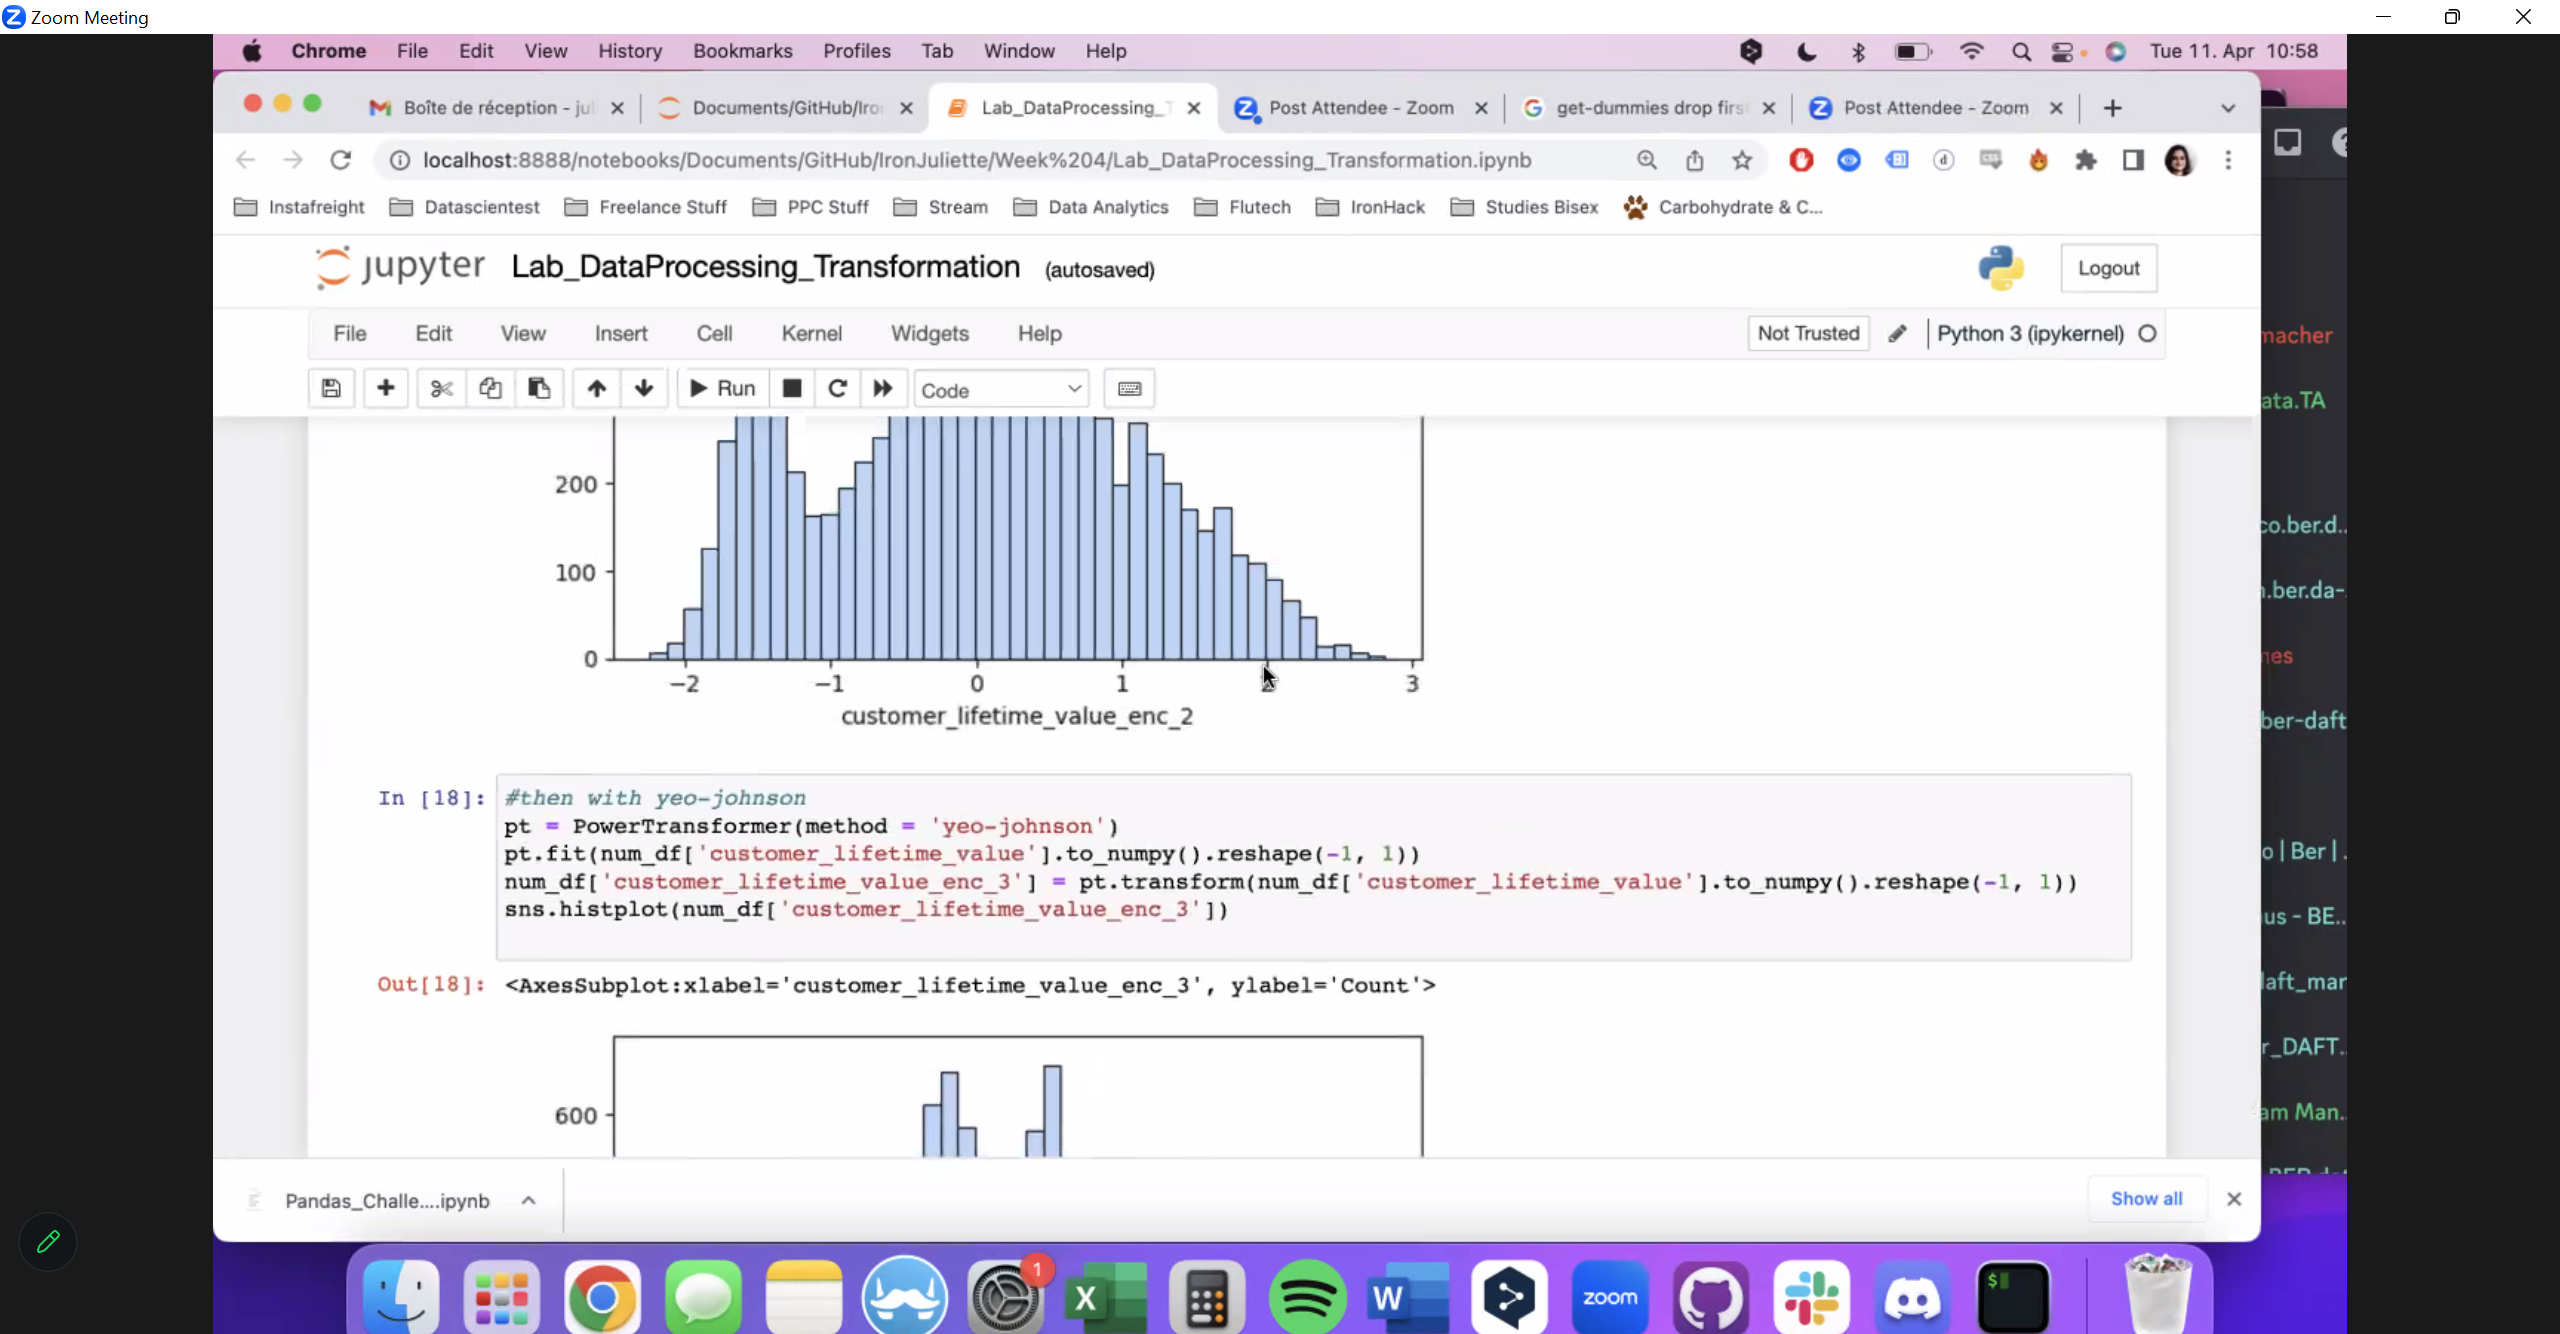 Zoom Meeting
Chrome File Edit View History Bookmarks Profiles Tab Window Help Tue 11. Apr 10:58
Boîte de réception - jul Documents/GitHub/Iro Lab_DataProcessing_T Post Attendee - Zoom get-dummies drop firs Post Attendee - Zoom
localhost:8888/notebooks/Documents/GitHub/IronJuliette/Week%204/Lab_DataProcessing_Transformation.ipynb
Instafreight Datascientest Freelance Stuff PPC Stuff Stream Data Analytics Flutech IronHack Studies Bisex Carbohydrate & C...
jupyter Lab_DataProcessing_Transformation (autosaved) Logout
File Edit View Insert Cell Kernel Widgets Help Not Trusted Python 3 (ipykernel)
Run Code
macher
ata.TA
co.ber.d..
ber.da-
ber-daft
o | Ber | .
us - BE..
laft_mar
r_DAFT.
am Man.
200
100
0
−2 −1 0 1 3
customer_lifetime_value_enc_2
In [18]: #then with yeo-johnson
pt = PowerTransformer(method = 'yeo-johnson')
pt.fit(num_df['customer_lifetime_value'].to_numpy().reshape(-1, 1))
num_df['customer_lifetime_value_enc_3'] = pt.transform(num_df['customer_lifetime_value'].to_numpy().reshape(-1, 1))
sns.histplot(num_df['customer_lifetime_value_enc_3'])
Out[18]: <AxesSubplot:xlabel='customer_lifetime_value_enc_3', ylabel='Count'>
600
Pandas_Challe....ipynb Show all
1
X W zoom $